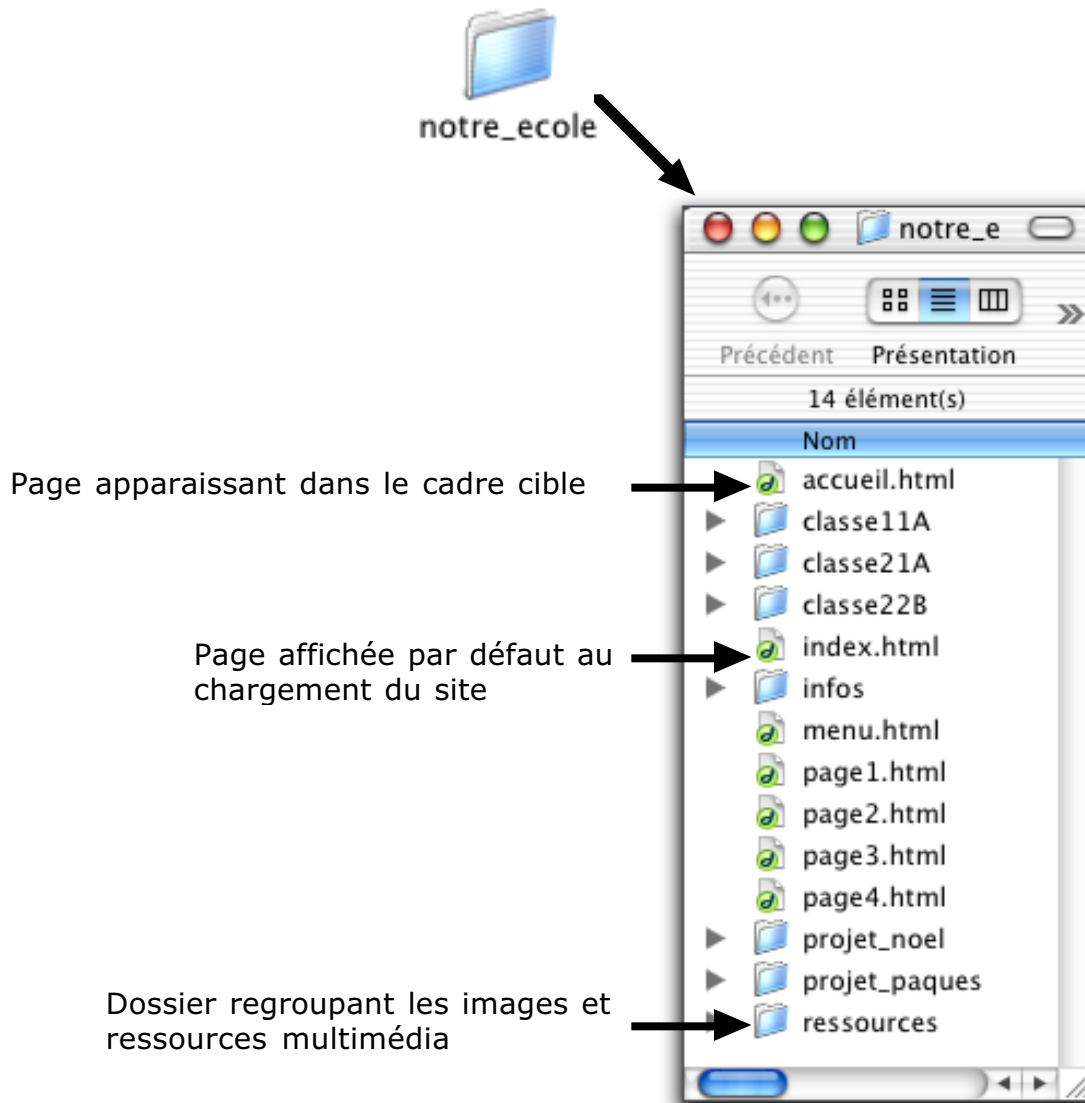 notre_ecole
notre_e
Précédent Présentation
14 élément(s)
Nom
Page apparaissant dans le cadre cible
accueil.html
classe11A
classe21A
classe22B
Page affichée par défaut au
chargement du site
index.html
infos
menu.html
page1.html
page2.html
page3.html
page4.html
projet_noel
projet_paques
Dossier regroupant les images et
ressources multimédia
ressources